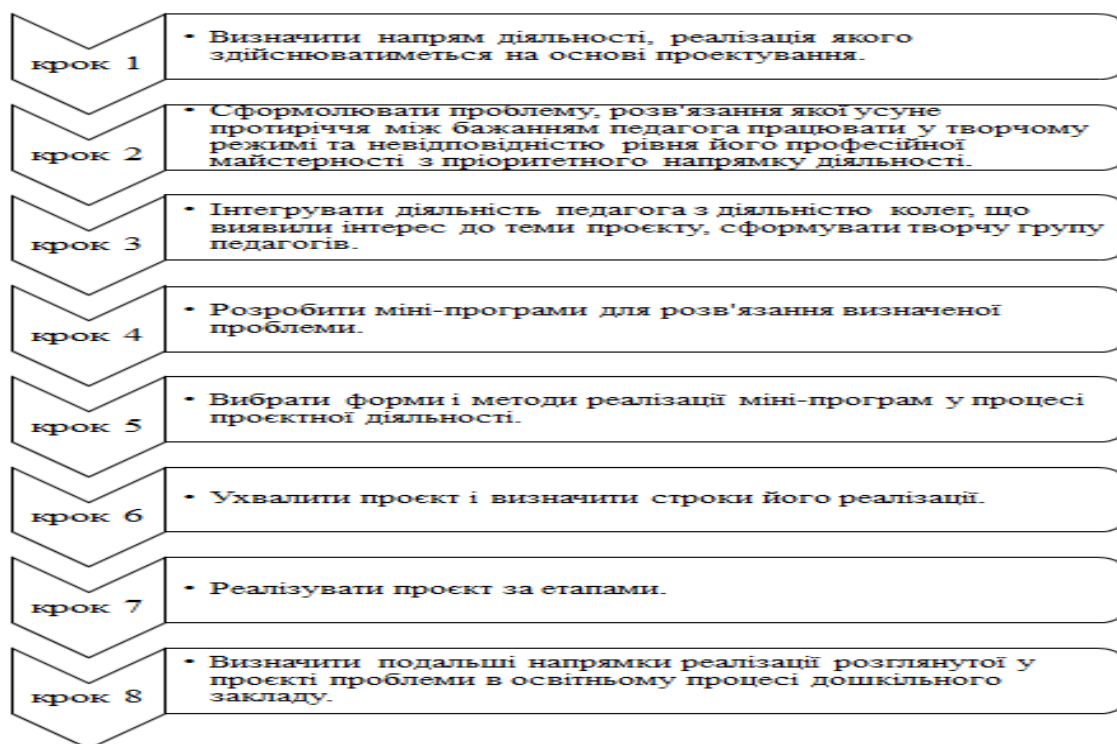 крок 1
• Визначити напрям діяльності, реалізація якого
здійснюватиметься на основі проектування.
крок 2
• Сформолювати проблему, розв'язання якої усуне
протиріччя між бажанням педагога працювати у творчому
режимі та невідповідністю рівня його професійної
майстерності з пріоритетного напрямку діяльності.
крок 3
• Інтегрувати діяльність педагога з діяльністю колег, що
виявили інтерес до теми проєкту, сформувати творчу групу
педагогів.
крок 4
• Розробити міні-програми для розв'язання визначеної
проблеми.
крок 5
• Вибрати форми і методи реалізації міні-програм у процесі
проєктної діяльності.
крок 6
• Ухвалити проєкт і визначити строки його реалізації.
крок 7
• Реалізувати проєкт за етапами.
крок 8
• Визначити подальші напрямки реалізації розглянутої у
проєкті проблеми в освітньому процесі дошкільного
закладу.